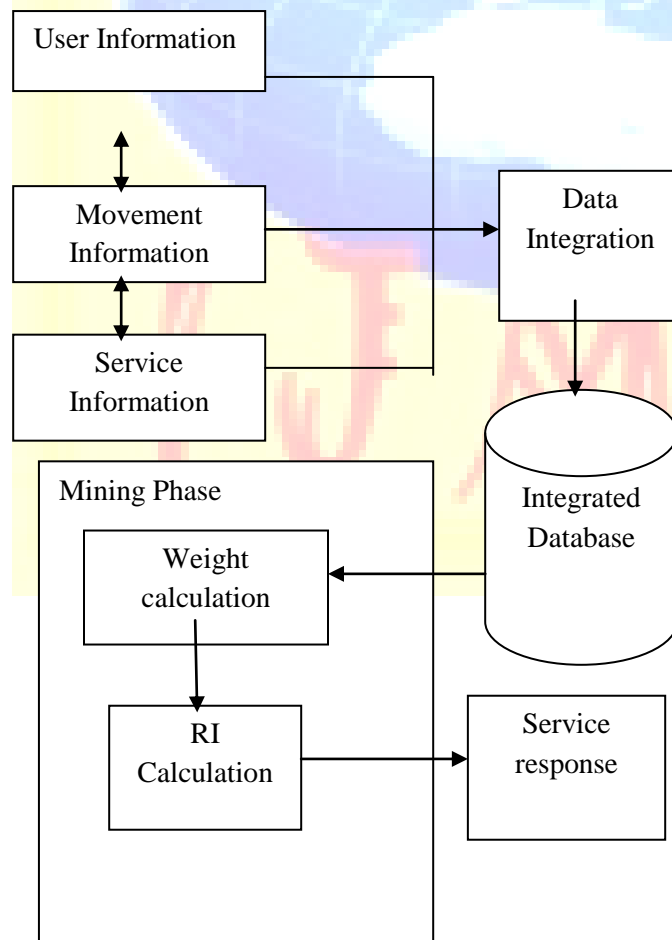 User Information
Movement
Information
Data
Integration
Service
Information
Mining Phase
Integrated
Database
Weight
calculation
RI
Calculation
Service
response